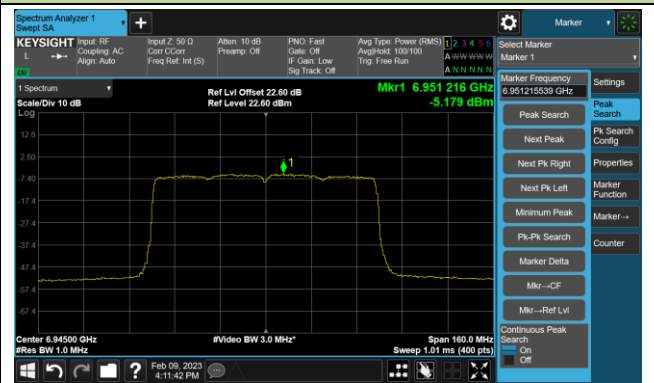 Spectrum Analyzer 1
Swept SA
+
Marker
KEYSIGHT
L
Input: RF
Coupling: AC
Align: Auto
Input Z: 50 Ω
Corr CCorr
Freq Ref: Int (S)
Atten: 10 dB
Preamp: Off
PNO: Fast
Gate: Off
IF Gain: Low
Sig Track: Off
Avg Type: Power (RMS)
Avg|Hold: 100/100
Trig: Free Run
1 2 3 4 5 6
A W W W W W
A N N N N N
Select Marker
Marker 1
1 Spectrum
Scale/Div 10 dB
Log
Ref Lvl Offset 22.60 dB
Ref Level 22.60 dBm
Mkr1 6.951 216 GHz
-5.179 dBm
12.6
2.60
-7.40
-17.4
-27.4
-37.4
-47.4
-57.4
-67.4
1
Center 6.94500 GHz
#Res BW 1.0 MHz
#Video BW 3.0 MHz*
Span 160.0 MHz
Sweep 1.01 ms (400 pts)
Marker Frequency
6.951215539 GHz
Peak Search
Next Peak
Next Pk Right
Next Pk Left
Minimum Peak
Pk-Pk Search
Marker Delta
Mkr→CF
Mkr→Ref Lvl
Continuous Peak
Search
On
Off
Settings
Peak
Search
Pk Search
Config
Properties
Marker
Function
Marker→
Counter
?
Feb 09, 2023
4:11:42 PM